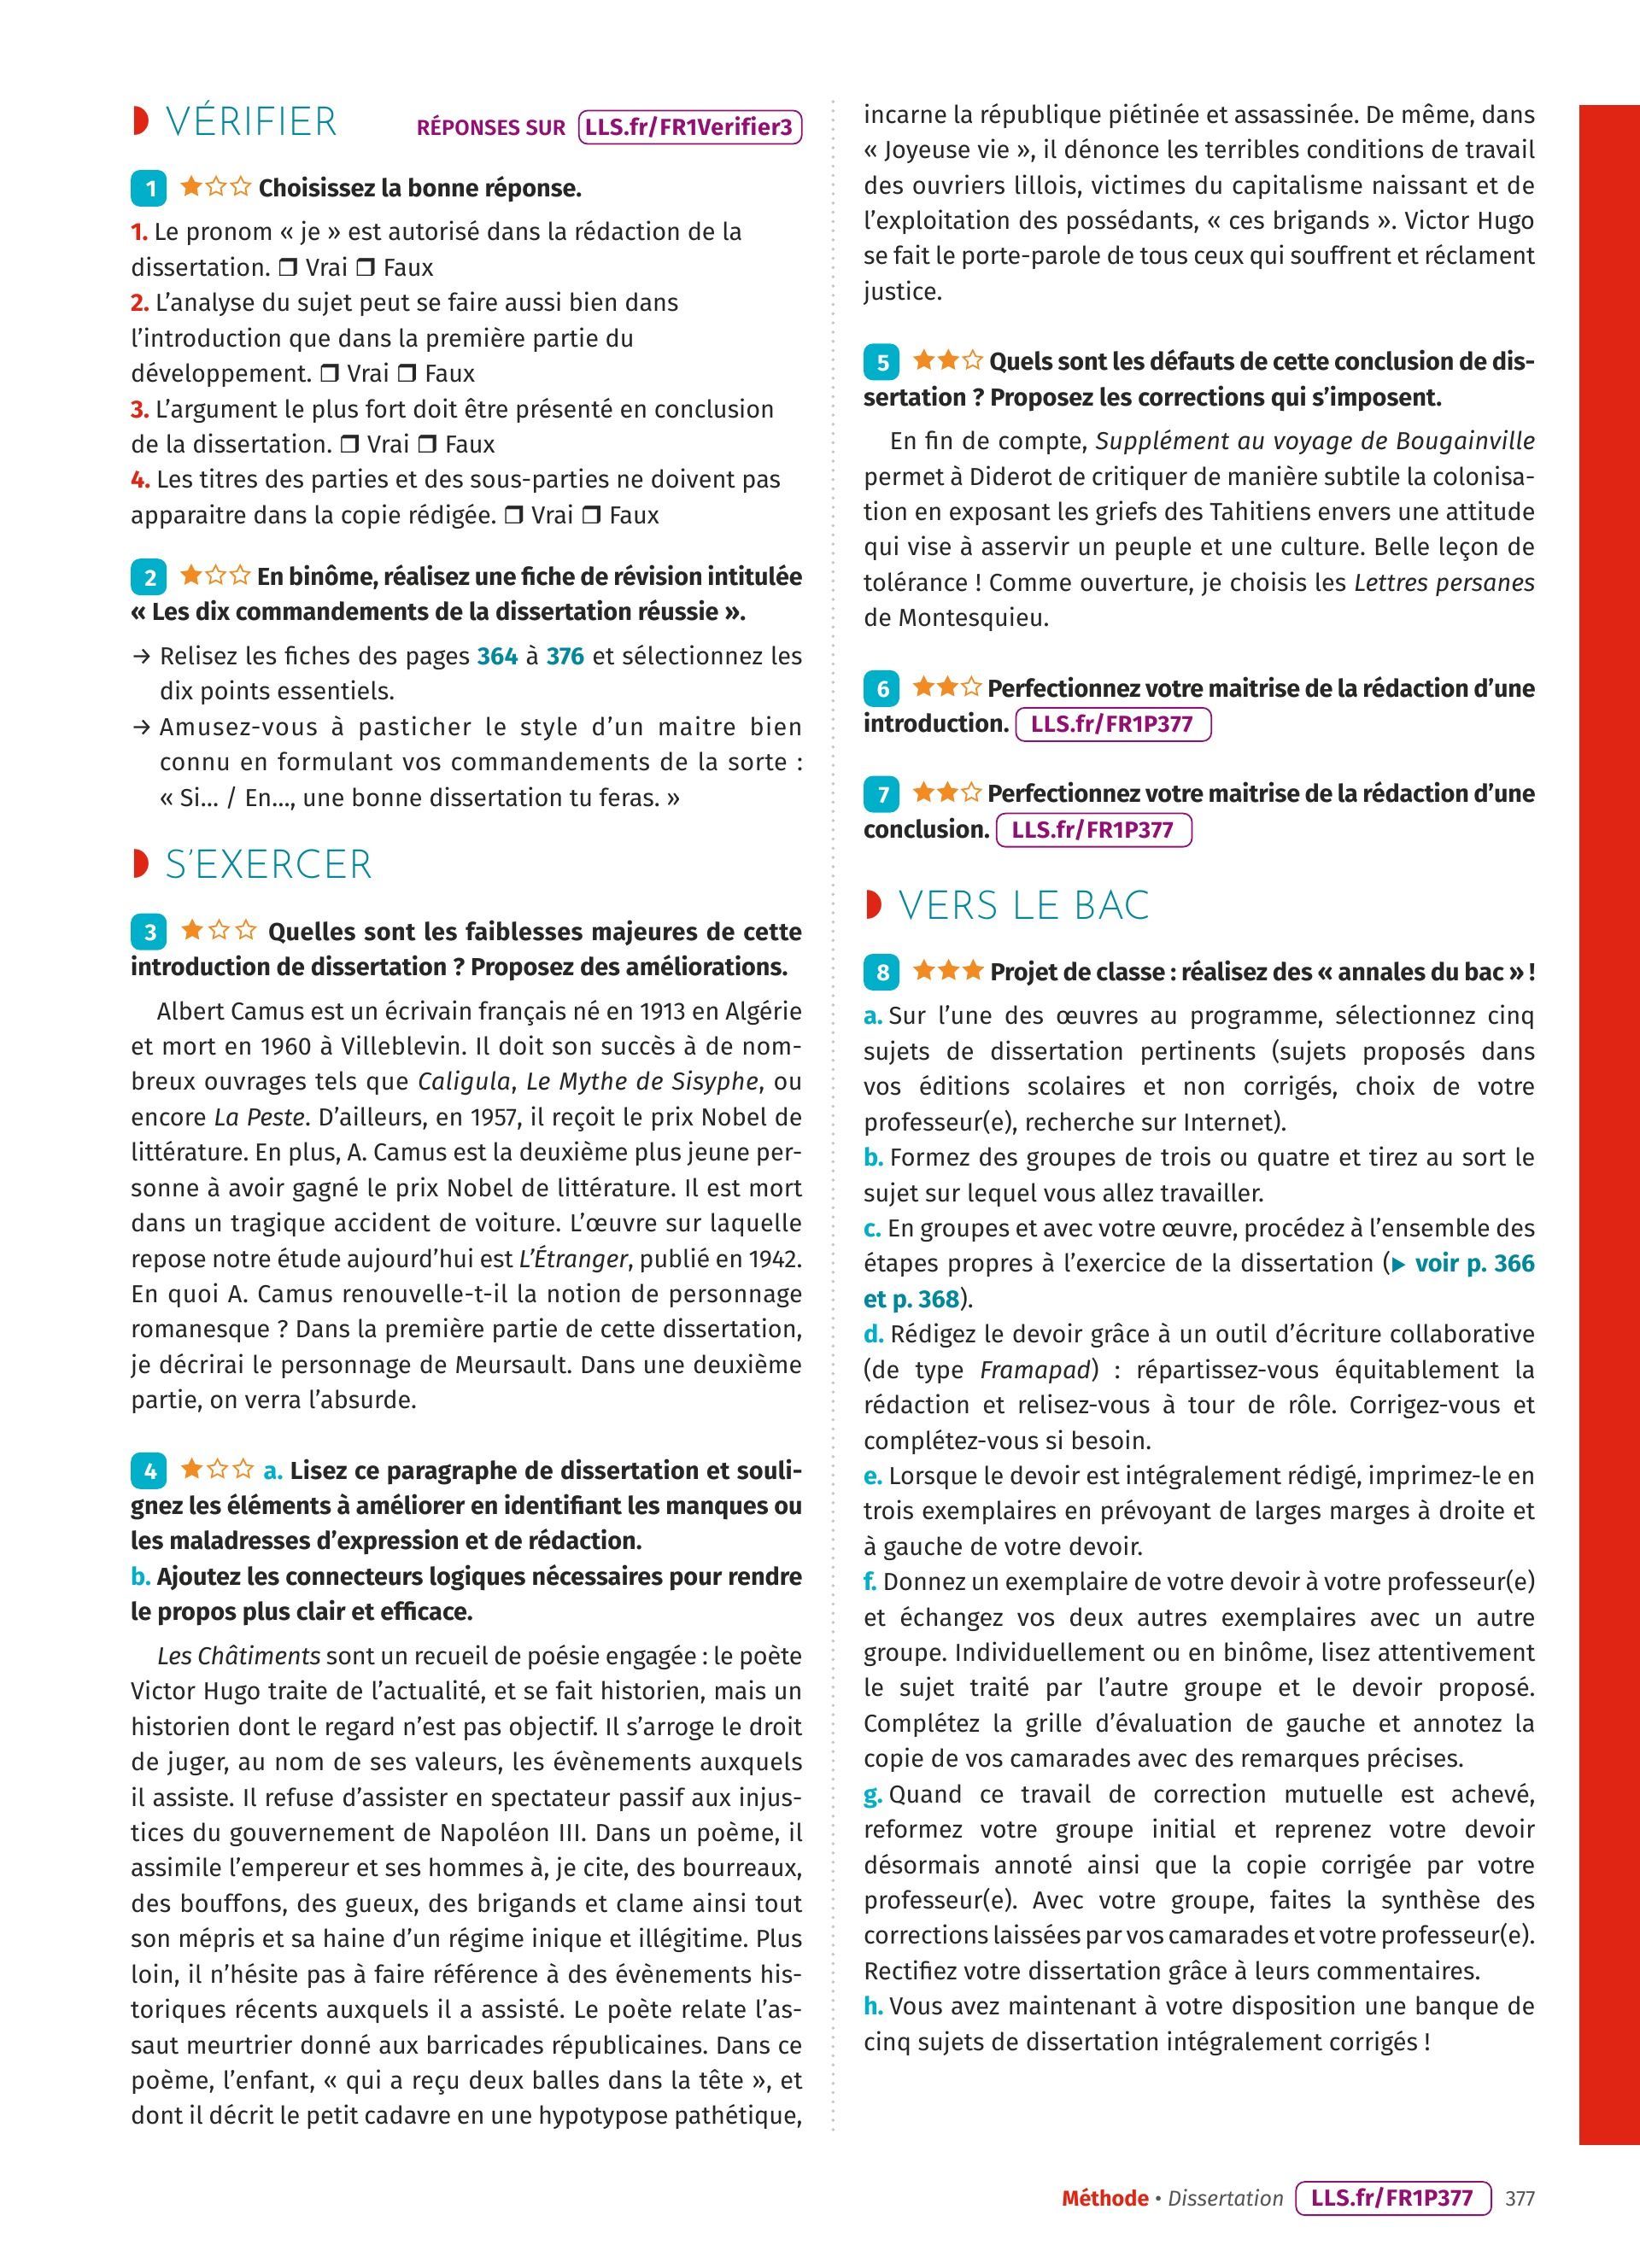 VÉRIFIER RÉPONSES SUR LLS.fr/FR1Verifier3
1 ★☆☆ Choisissez la bonne réponse.
1. Le pronom « je » est autorisé dans la rédaction de la
dissertation. ❒ Vrai ❒ Faux
2. L’analyse du sujet peut se faire aussi bien dans
l’introduction que dans la première partie du
développement. ❒ Vrai ❒ Faux
3. L’argument le plus fort doit être présenté en conclusion
de la dissertation. ❒ Vrai ❒ Faux
4. Les titres des parties et des sous-parties ne doivent pas
apparaitre dans la copie rédigée. ❒ Vrai ❒ Faux
2 ★☆☆ En binôme, réalisez une fiche de révision intitulée
« Les dix commandements de la dissertation réussie ».
→ Relisez les fiches des pages 364 à 376 et sélectionnez les
dix points essentiels.
→ Amusez-vous à pasticher le style d’un maitre bien
connu en formulant vos commandements de la sorte :
« Si... / En..., une bonne dissertation tu feras. »
S’EXERCER
3 ★☆☆ Quelles sont les faiblesses majeures de cette
introduction de dissertation ? Proposez des améliorations.
Albert Camus est un écrivain français né en 1913 en Algérie
et mort en 1960 à Villeblevin. Il doit son succès à de nom-
breux ouvrages tels que Caligula, Le Mythe de Sisyphe, ou
encore La Peste. D’ailleurs, en 1957, il reçoit le prix Nobel de
littérature. En plus, A. Camus est la deuxième plus jeune per-
sonne à avoir gagné le prix Nobel de littérature. Il est mort
dans un tragique accident de voiture. L’œuvre sur laquelle
repose notre étude aujourd’hui est L’Étranger, publié en 1942.
En quoi A. Camus renouvelle-t-il la notion de personnage
romanesque ? Dans la première partie de cette dissertation,
je décrirai le personnage de Meursault. Dans une deuxième
partie, on verra l’absurde.
4 ★☆☆ a. Lisez ce paragraphe de dissertation et souli-
gnez les éléments à améliorer en identifiant les manques ou
les maladresses d’expression et de rédaction.
b. Ajoutez les connecteurs logiques nécessaires pour rendre
le propos plus clair et efficace.
Les Châtiments sont un recueil de poésie engagée : le poète
Victor Hugo traite de l’actualité, et se fait historien, mais un
historien dont le regard n’est pas objectif. Il s’arroge le droit
de juger, au nom de ses valeurs, les évènements auxquels
il assiste. Il refuse d’assister en spectateur passif aux injus-
tices du gouvernement de Napoléon III. Dans un poème, il
assimile l’empereur et ses hommes à, je cite, des bourreaux,
des bouffons, des gueux, des brigands et clame ainsi tout
son mépris et sa haine d’un régime inique et illégitime. Plus
loin, il n’hésite pas à faire référence à des évènements his-
toriques récents auxquels il a assisté. Le poète relate l’as-
saut meurtrier donné aux barricades républicaines. Dans ce
poème, l’enfant, « qui a reçu deux balles dans la tête », et
dont il décrit le petit cadavre en une hypotypose pathétique,
incarne la république piétinée et assassinée. De même, dans
« Joyeuse vie », il dénonce les terribles conditions de travail
des ouvriers lillois, victimes du capitalisme naissant et de
l’exploitation des possédants, « ces brigands ». Victor Hugo
se fait le porte-parole de tous ceux qui souffrent et réclament
justice.
5 ★★☆ Quels sont les défauts de cette conclusion de dis-
sertation ? Proposez les corrections qui s’imposent.
En fin de compte, Supplément au voyage de Bougainville
permet à Diderot de critiquer de manière subtile la colonisa-
tion en exposant les griefs des Tahitiens envers une attitude
qui vise à asservir un peuple et une culture. Belle leçon de
tolérance ! Comme ouverture, je choisis les Lettres persanes
de Montesquieu.
6 ★★☆ Perfectionnez votre maitrise de la rédaction d’une
introduction. LLS.fr/FR1P377
7 ★★☆ Perfectionnez votre maitrise de la rédaction d’une
conclusion. LLS.fr/FR1P377
VERS LE BAC
8 ★★★ Projet de classe : réalisez des « annales du bac » !
a. Sur l’une des œuvres au programme, sélectionnez cinq
sujets de dissertation pertinents (sujets proposés dans
vos éditions scolaires et non corrigés, choix de votre
professeur(e), recherche sur Internet).
b. Formez des groupes de trois ou quatre et tirez au sort le
sujet sur lequel vous allez travailler.
c. En groupes et avec votre œuvre, procédez à l’ensemble des
étapes propres à l’exercice de la dissertation (▶ voir p. 366
et p. 368).
d. Rédigez le devoir grâce à un outil d’écriture collaborative
(de type Framapad) : répartissez-vous équitablement la
rédaction et relisez-vous à tour de rôle. Corrigez-vous et
complétez-vous si besoin.
e. Lorsque le devoir est intégralement rédigé, imprimez-le en
trois exemplaires en prévoyant de larges marges à droite et
à gauche de votre devoir.
f. Donnez un exemplaire de votre devoir à votre professeur(e)
et échangez vos deux autres exemplaires avec un autre
groupe. Individuellement ou en binôme, lisez attentivement
le sujet traité par l’autre groupe et le devoir proposé.
Complétez la grille d’évaluation de gauche et annotez la
copie de vos camarades avec des remarques précises.
g. Quand ce travail de correction mutuelle est achevé,
reformez votre groupe initial et reprenez votre devoir
désormais annoté ainsi que la copie corrigée par votre
professeur(e). Avec votre groupe, faites la synthèse des
corrections laissées par vos camarades et votre professeur(e).
Rectifiez votre dissertation grâce à leurs commentaires.
h. Vous avez maintenant à votre disposition une banque de
cinq sujets de dissertation intégralement corrigés !
Méthode • Dissertation LLS.fr/FR1P377 377